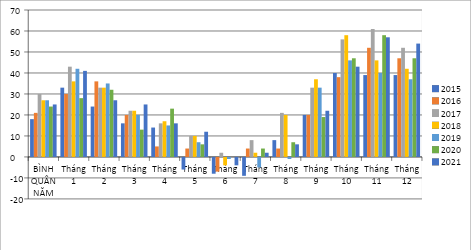 70
60
50
40
30
20
10
0
-10
-20
BÌNH QUÂN NĂM
Tháng 1
Tháng 2
Tháng 3
Tháng 4
Tháng 5
Tháng 6
Tháng 7
Tháng 8
Tháng 9
Tháng 10
Tháng 11
Tháng 12
2015
2016
2017
2018
2019
2020
2021